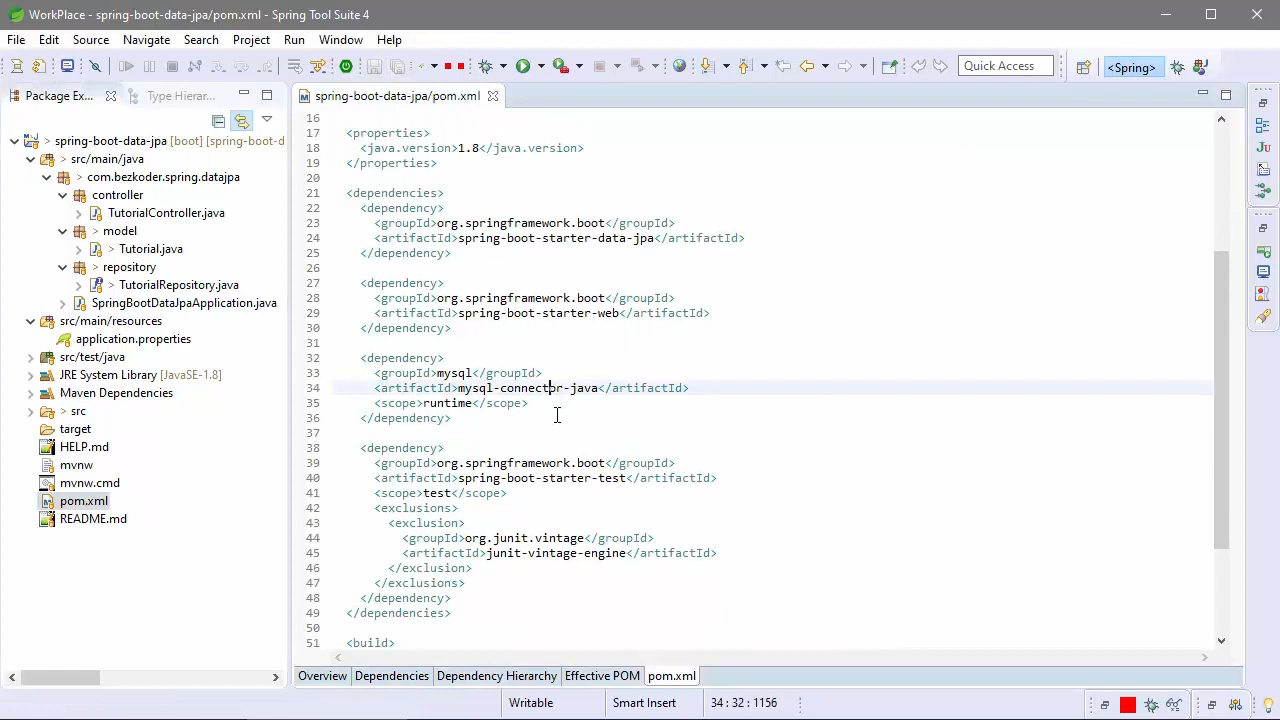 WorkPlace - spring-boot-data-jpa/pom.xml - Spring Tool Suite 4
File Edit Source Navigate Search Project Run Window Help
Quick Access
<Spring>
Package Ex...
Type Hierar...
spring-boot-data-jpa/pom.xml
> spring-boot-data-jpa [boot] [spring-boot-d
> src/main/java
> com.bezkoder.spring.datajpa
> controller
> TutorialController.java
> model
> Tutorial.java
> repository
> TutorialRepository.java
> SpringBootDataJpaApplication.java
src/main/resources
application.properties
src/test/java
JRE System Library [JavaSE-1.8]
Maven Dependencies
> src
target
HELP.md
mvnw
mvnw.cmd
pom.xml
README.md
16
17 <properties>
18 <java.version>1.8</java.version>
19 </properties>
20
21 <dependencies>
22 <dependency>
23 <groupId>org.springframework.boot</groupId>
24 <artifactId>spring-boot-starter-data-jpa</artifactId>
25 </dependency>
26
27 <dependency>
28 <groupId>org.springframework.boot</groupId>
29 <artifactId>spring-boot-starter-web</artifactId>
30 </dependency>
31
32 <dependency>
33 <groupId>mysql</groupId>
34 <artifactId>mysql-connector-java</artifactId>
35 <scope>runtime</scope>
36 </dependency>
37
38 <dependency>
39 <groupId>org.springframework.boot</groupId>
40 <artifactId>spring-boot-starter-test</artifactId>
41 <scope>test</scope>
42 <exclusions>
43 <exclusion>
44 <groupId>org.junit.vintage</groupId>
45 <artifactId>junit-vintage-engine</artifactId>
46 </exclusion>
47 </exclusions>
48 </dependency>
49 </dependencies>
50
51 <build>
Overview Dependencies Dependency Hierarchy Effective POM pom.xml
Writable Smart Insert 34 : 32 : 1156